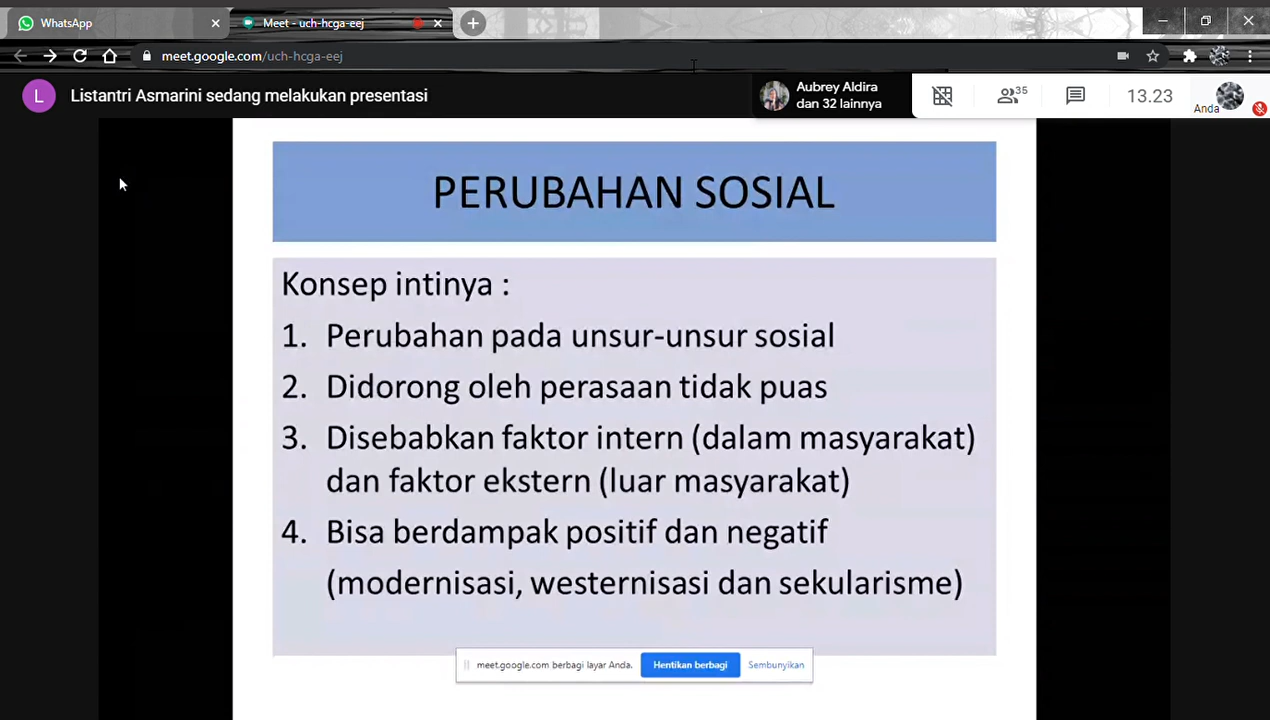 WhatsApp
Meet - uch-hcga-eej
meet.google.com/uch-hcga-eej
L
Listantri Asmarini sedang melakukan presentasi
Aubrey Aldira
dan 32 lainnya
35
13.23
Anda
PERUBAHAN SOSIAL
Konsep intinya :
1. Perubahan pada unsur-unsur sosial
2. Didorong oleh perasaan tidak puas
3. Disebabkan faktor intern (dalam masyarakat)
dan faktor ekstern (luar masyarakat)
4. Bisa berdampak positif dan negatif
(modernisasi, westernisasi dan sekularisme)
meet.google.com berbagi layar Anda.
Hentikan berbagi
Sembunyikan